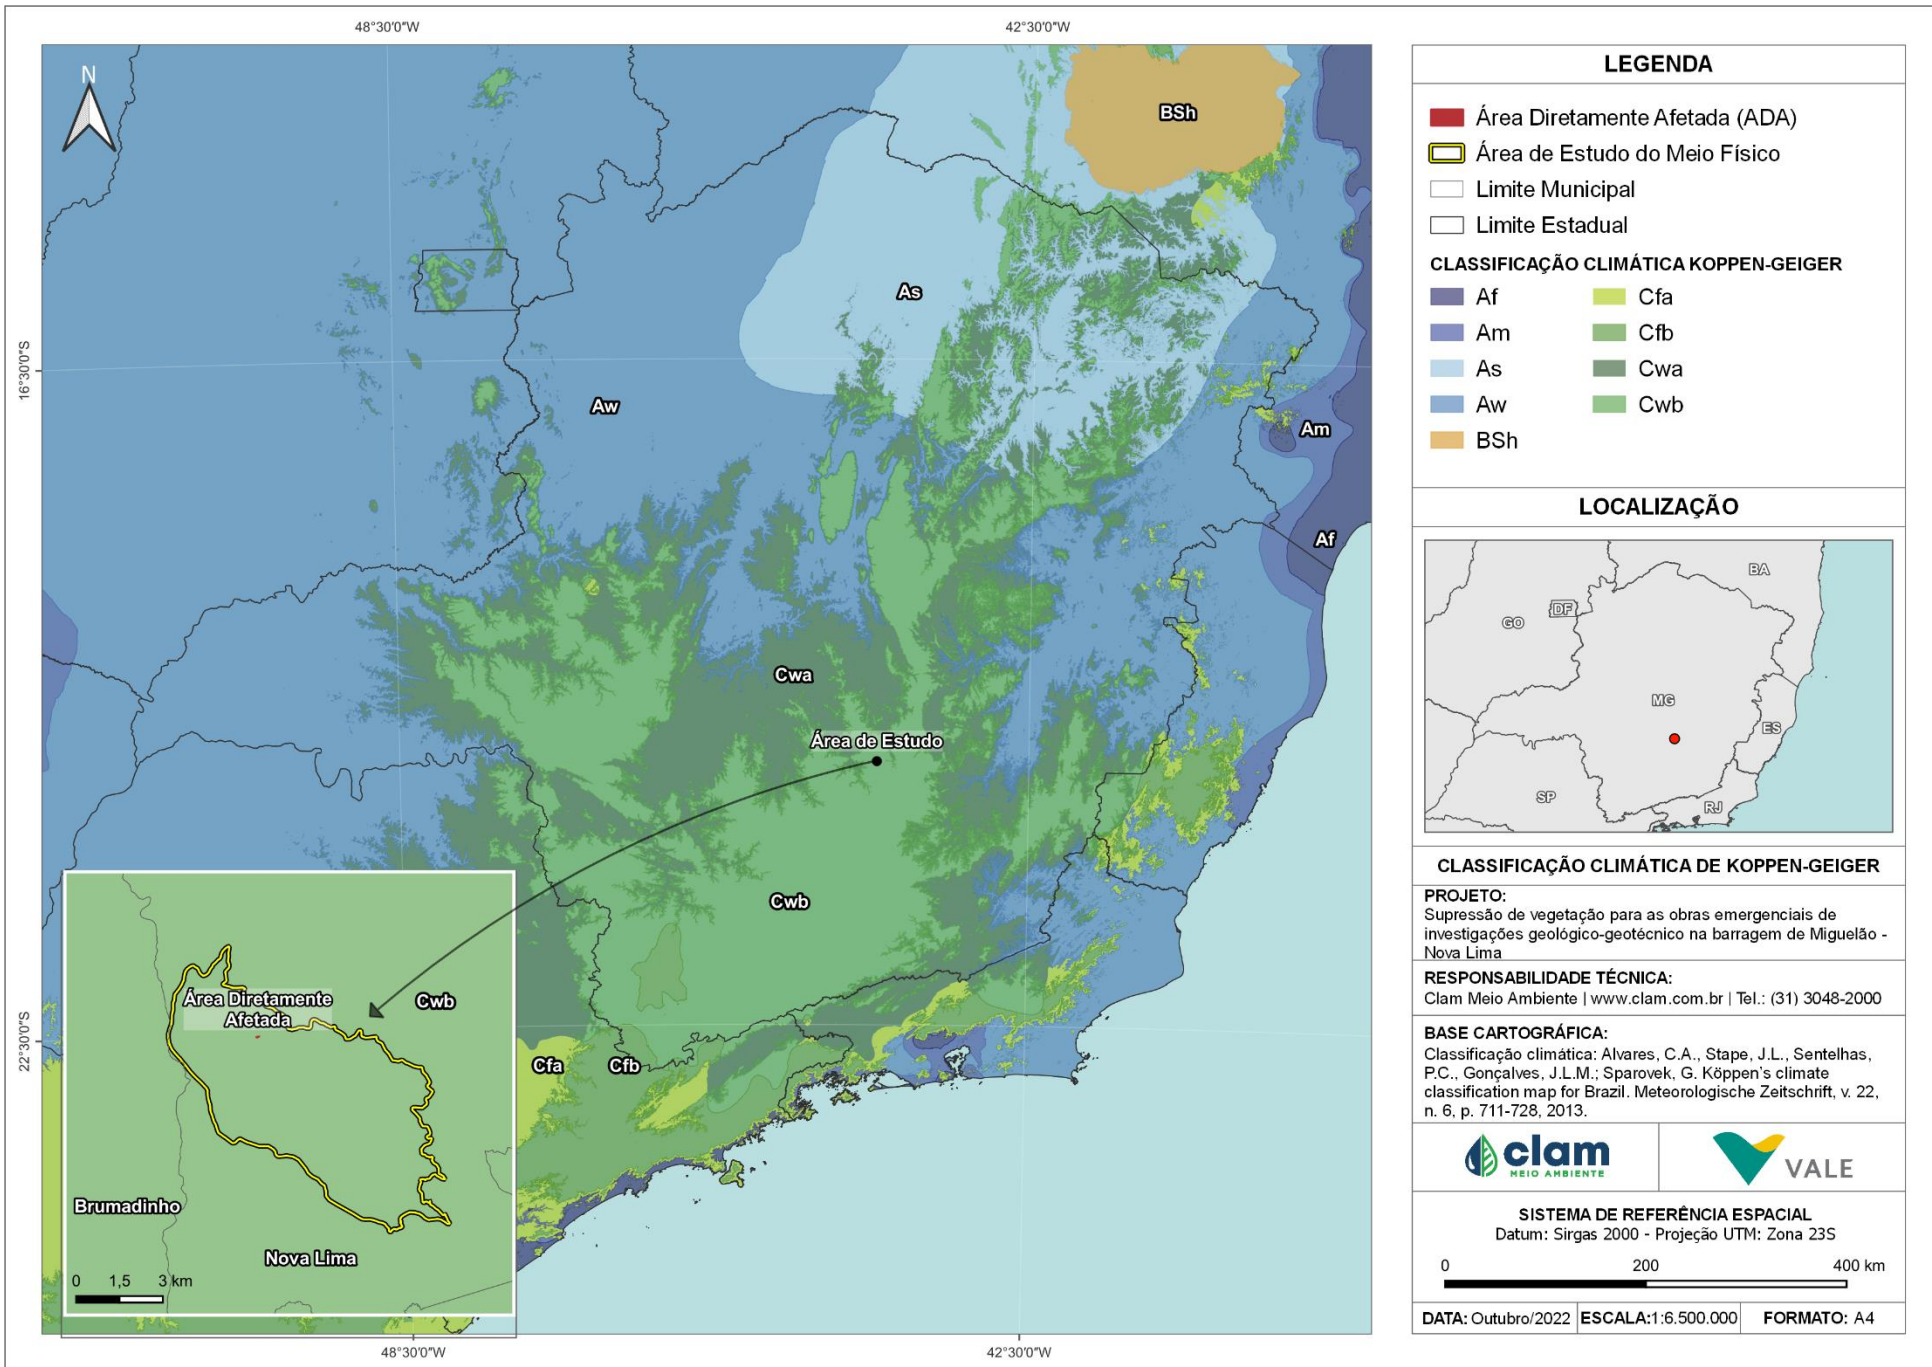 48°30'0"W
42°30'0"W
N
BSh
As
16°30'0"S
Aw
Am
Af
Cwa
Área de Estudo
Cwb
Cfa
Cfb
22°30'0"S
Área Diretamente
Afetada
Cwb
Brumadinho
Nova Lima
0 1,5 3 km
48°30'0"W
42°30'0"W
LEGENDA
Área Diretamente Afetada (ADA)
Área de Estudo do Meio Físico
Limite Municipal
Limite Estadual
CLASSIFICAÇÃO CLIMÁTICA KOPPEN-GEIGER
Af
Am
As
Aw
BSh
Cfa
Cfb
Cwa
Cwb
LOCALIZAÇÃO
BA
DF
GO
MG
ES
SP
RJ
CLASSIFICAÇÃO CLIMÁTICA DE KOPPEN-GEIGER
PROJETO:
Supressão de vegetação para as obras emergenciais de
investigações geológico-geotécnico na barragem de Miguelão -
Nova Lima
RESPONSABILIDADE TÉCNICA:
Clam Meio Ambiente | www.clam.com.br | Tel.: (31) 3048-2000
BASE CARTOGRÁFICA:
Classificação climática: Alvares, C.A., Stape, J.L., Sentelhas,
P.C., Gonçalves, J.L.M.; Sparovek, G. Köppen's climate
classification map for Brazil. Meteorologische Zeitschrift, v. 22,
n. 6, p. 711-728, 2013.
clam
MEIO AMBIENTE
VALE
SISTEMA DE REFERÊNCIA ESPACIAL
Datum: Sirgas 2000 - Projeção UTM: Zona 23S
0 200 400 km
DATA: Outubro/2022 ESCALA:1:6.500.000 FORMATO: A4